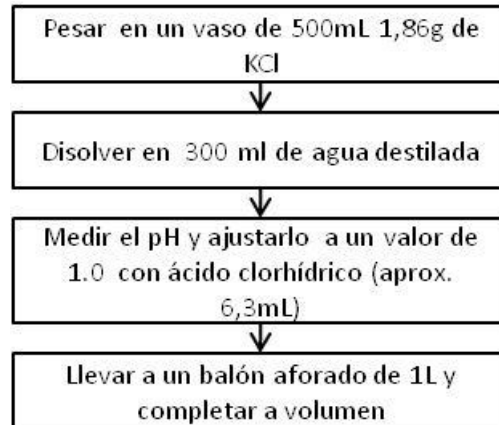 Pesar en un vaso de 500mL 1,86g de
KCl
Disolver en 300 ml de agua destilada
Medir el pH y ajustarlo a un valor de
1.0 con ácido clorhídrico (aprox.
6,3mL)
Llevar a un balón aforado de 1L y
completar a volumen